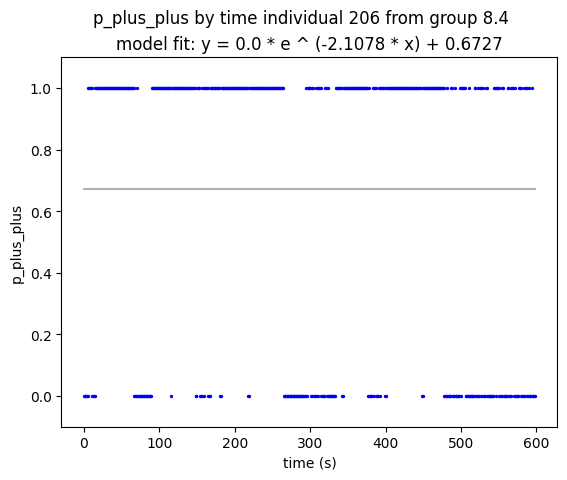 p_plus_plus by time individual 206 from group 8.4
model fit: y = 0.0 * e ^ (-2.1078 * x) + 0.6727
1.0
0.8
0.6
0.4
0.2
0.0
p_plus_plus
0 100 200 300 400 500 600
time (s)